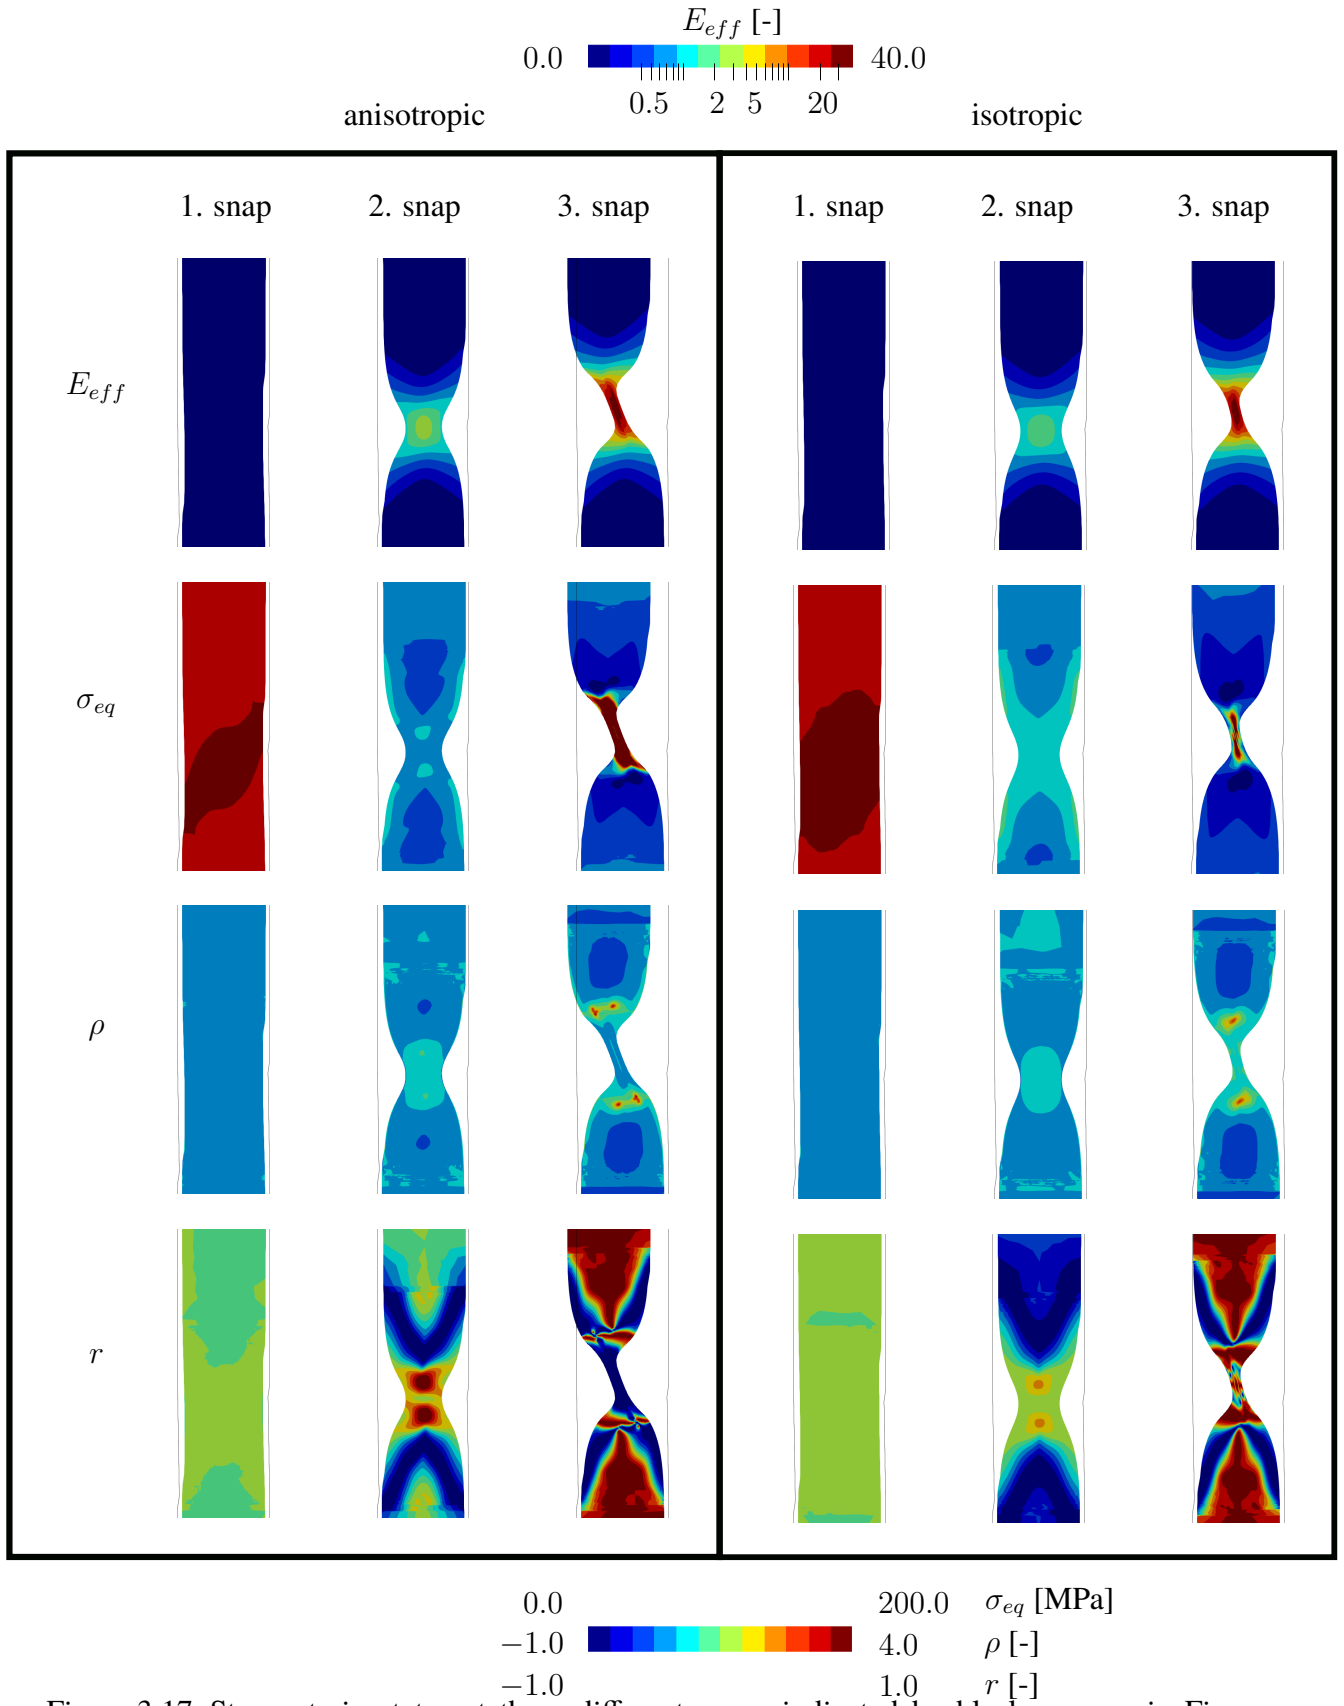 E_eff [-]
0.0 40.0
0.5 2 5 20
anisotropic isotropic
1. snap 2. snap 3. snap 1. snap 2. snap 3. snap
E_eff
σ_eq
ρ
r
0.0 200.0 σ_eq [MPa]
−1.0 4.0 ρ [-]
−1.0 1.0 r [-]